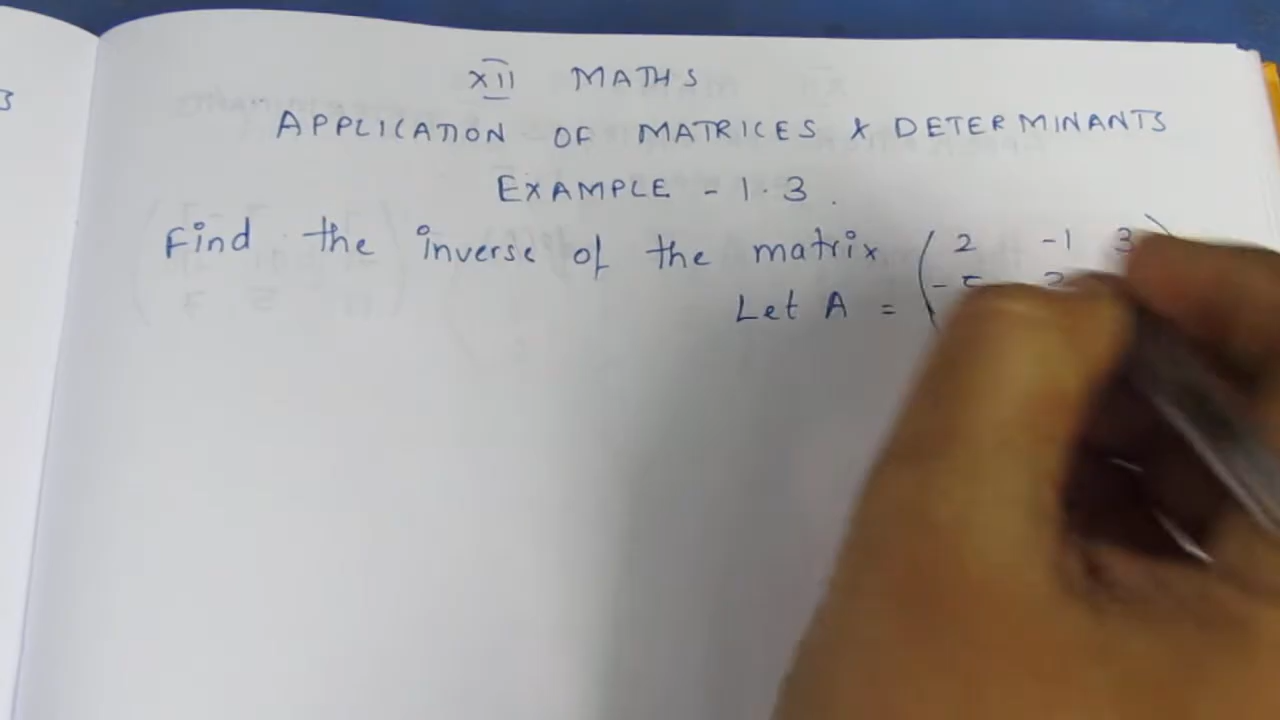 3
XII MATHS
APPLICATION OF MATRICES & DETERMINANTS
EXAMPLE - 1.3.
Find the inverse of the matrix ( 2 -1 3 )
Let A =